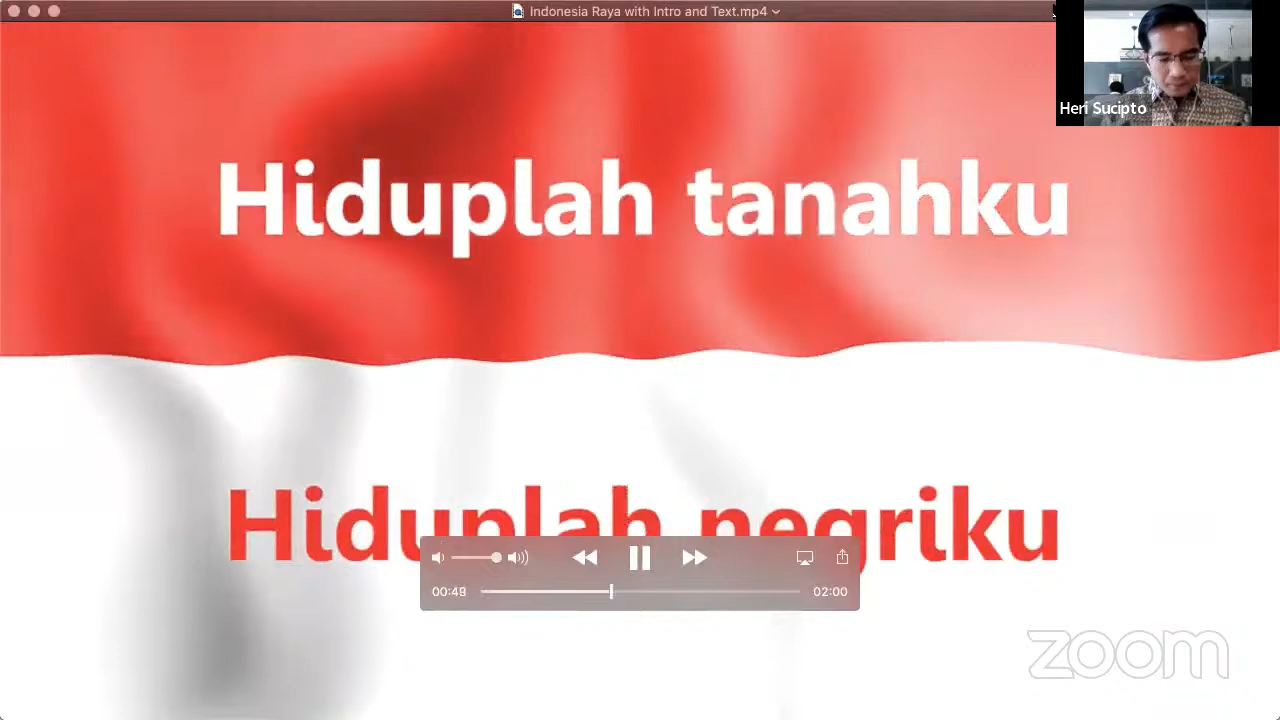 Indonesia Raya with Intro and Text.mp4
Heri Sucipto
Hiduplah tanahku
Hiduplah negriku
00:48
02:00
zoom